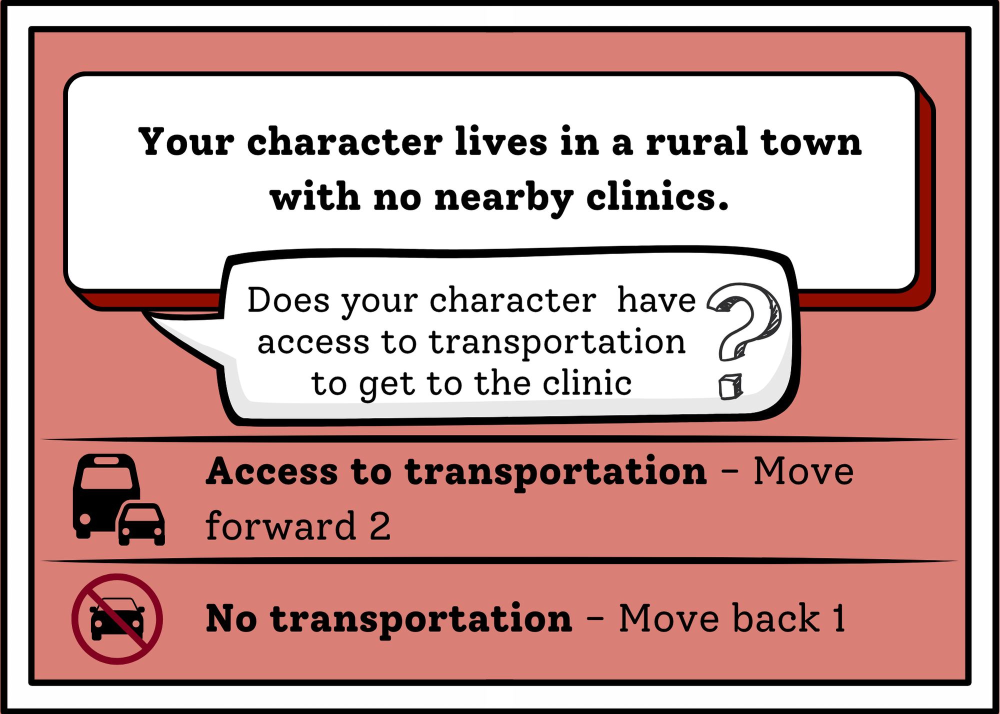 Your character lives in a rural town
with no nearby clinics.
Does your character have
access to transportation
to get to the clinic ?
Access to transportation – Move
forward 2
No transportation – Move back 1